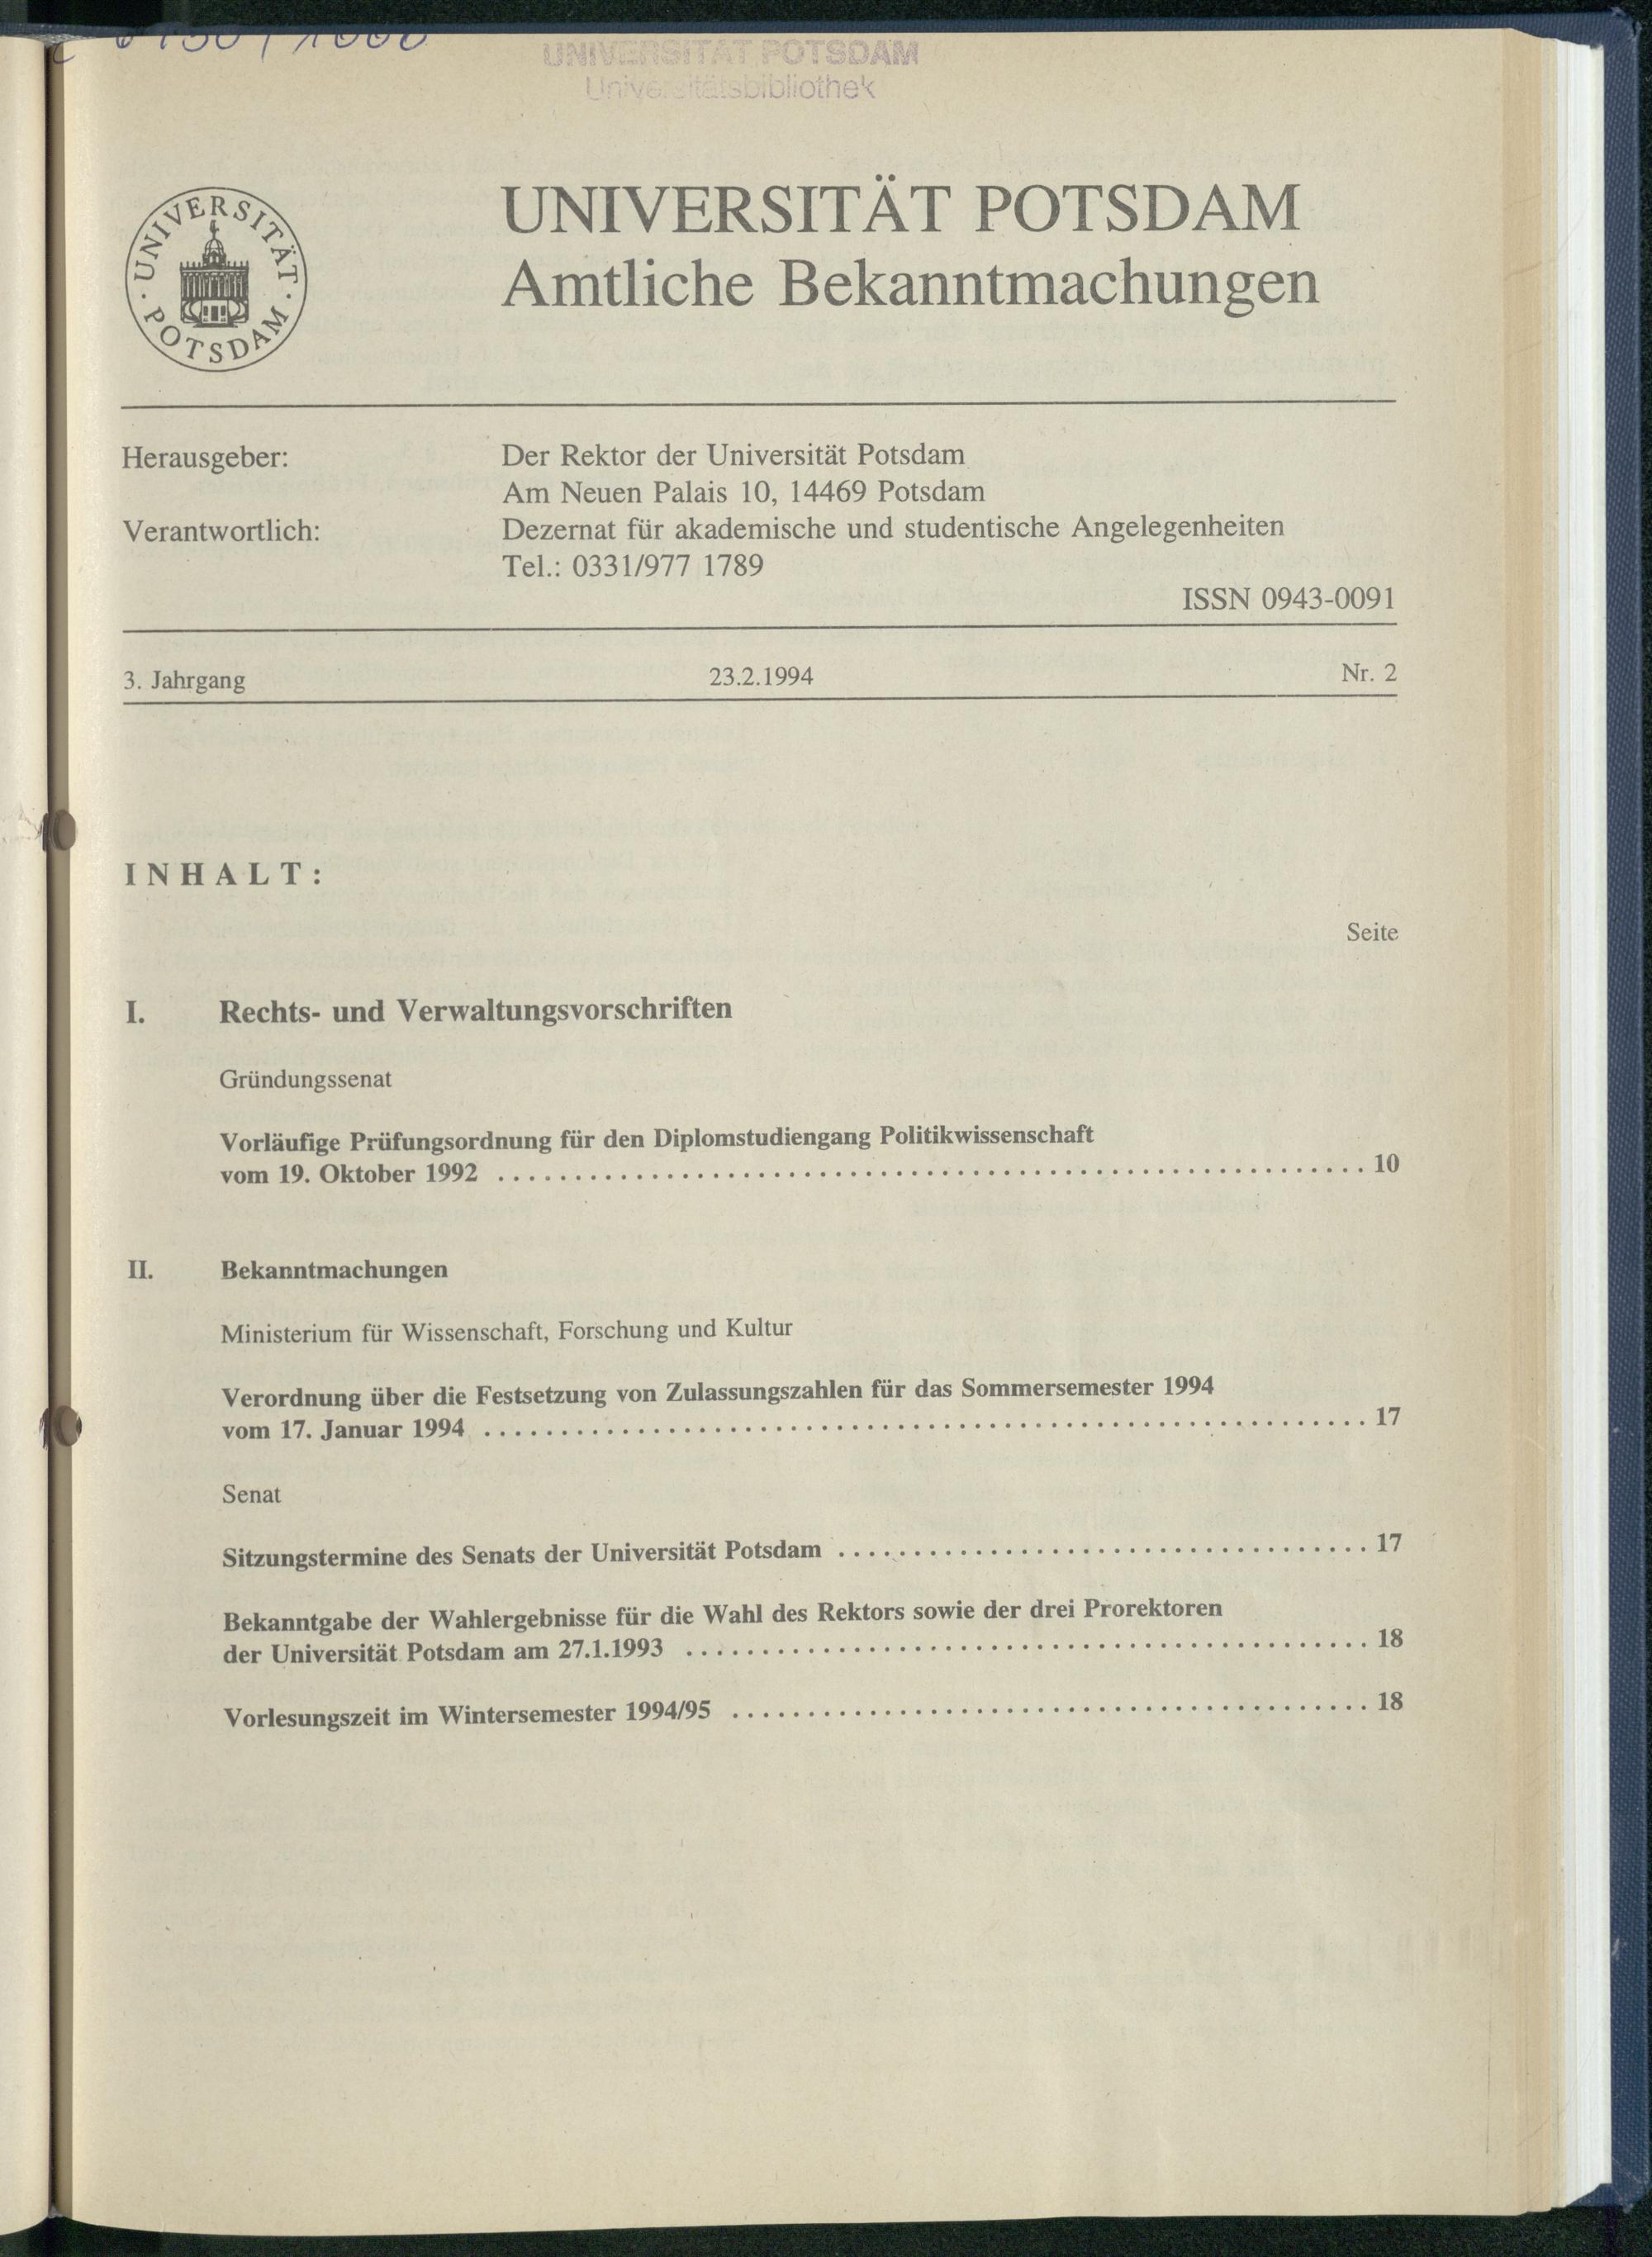 UNIVERSITÄT POTSDAM
Universitätsbibliothek
UNIVERSITÄT POTSDAM
UNIVERSITÄT POTSDAM
Amtliche Bekanntmachungen
Herausgeber: Der Rektor der Universität Potsdam
Am Neuen Palais 10, 14469 Potsdam
Verantwortlich: Dezernat für akademische und studentische Angelegenheiten
Tel.: 0331/977 1789
ISSN 0943-0091
3. Jahrgang 23.2.1994 Nr. 2
INHALT:
Seite
I. Rechts- und Verwaltungsvorschriften
Gründungssenat
Vorläufige Prüfungsordnung für den Diplomstudiengang Politikwissenschaft
vom 19. Oktober 1992 .......................................................... 10
II. Bekanntmachungen
Ministerium für Wissenschaft, Forschung und Kultur
Verordnung über die Festsetzung von Zulassungszahlen für das Sommersemester 1994
vom 17. Januar 1994 ........................................................... 17
Senat
Sitzungstermine des Senats der Universität Potsdam ................................... 17
Bekanntgabe der Wahlergebnisse für die Wahl des Rektors sowie der drei Prorektoren
der Universität Potsdam am 27.1.1993 ............................................. 18
Vorlesungszeit im Wintersemester 1994/95 .......................................... 18